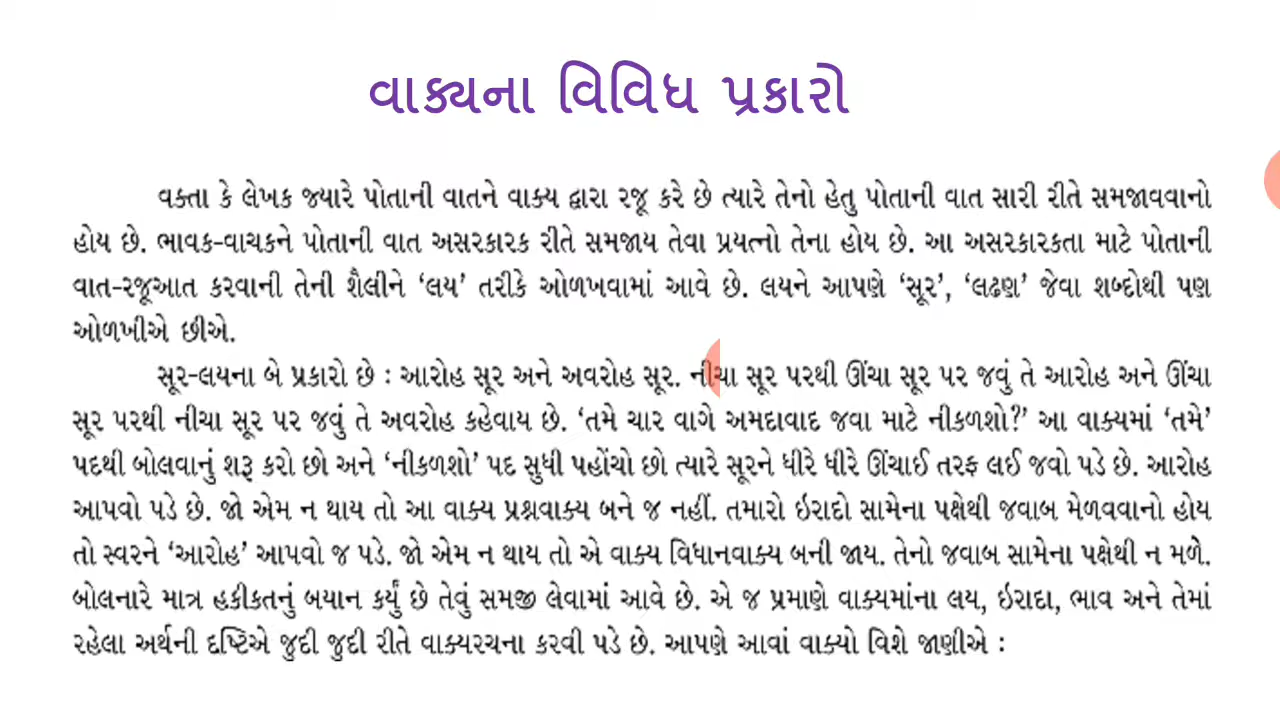 વાક્યના વિવિધ પ્રકારો
વક્તા કે લેખક જ્યારે પોતાની વાતને વાક્ય દ્વારા રજૂ કરે છે ત્યારે તેનો હેતુ પોતાની વાત સારી રીતે સમજાવવાનો
હોય છે. ભાવક-વાચકને પોતાની વાત અસરકારક રીતે સમજાય તેવા પ્રયત્નો તેના હોય છે. આ અસરકારકતા માટે પોતાની
વાત-રજૂઆત કરવાની તેની શૈલીને ‘લય’ તરીકે ઓળખવામાં આવે છે. લયને આપણે ‘સૂર’, ‘લઢણ’ જેવા શબ્દોથી પણ
ઓળખીએ છીએ.
સૂર-લયના બે પ્રકારો છે : આરોહ સૂર અને અવરોહ સૂર. નીચા સૂર પરથી ઊંચા સૂર પર જવું તે આરોહ અને ઊંચા
સૂર પરથી નીચા સૂર પર જવું તે અવરોહ કહેવાય છે. ‘તમે ચાર વાગે અમદાવાદ જવા માટે નીકળશો?’ આ વાક્યમાં ‘તમે’
પદથી બોલવાનું શરૂ કરો છો અને ‘નીકળશો’ પદ સુધી પહોંચો છો ત્યારે સૂરને ધીરે ધીરે ઊંચાઈ તરફ લઈ જવો પડે છે. આરોહ
આપવો પડે છે. જો એમ ન થાય તો આ વાક્ય પ્રશ્નવાક્ય બને જ નહીં. તમારો ઇરાદો સામેના પક્ષેથી જવાબ મેળવવાનો હોય
તો સ્વરને ‘આરોહ’ આપવો જ પડે. જો એમ ન થાય તો એ વાક્ય વિધાનવાક્ય બની જાય. તેનો જવાબ સામેના પક્ષેથી ન મળે.
બોલનારે માત્ર હકીકતનું બયાન કર્યું છે તેવું સમજી લેવામાં આવે છે. એ જ પ્રમાણે વાક્યમાંના લય, ઇરાદા, ભાવ અને તેમાં
રહેલા અર્થની દૃષ્ટિએ જુદી જુદી રીતે વાક્યરચના કરવી પડે છે. આપણે આવાં વાક્યો વિશે જાણીએ :